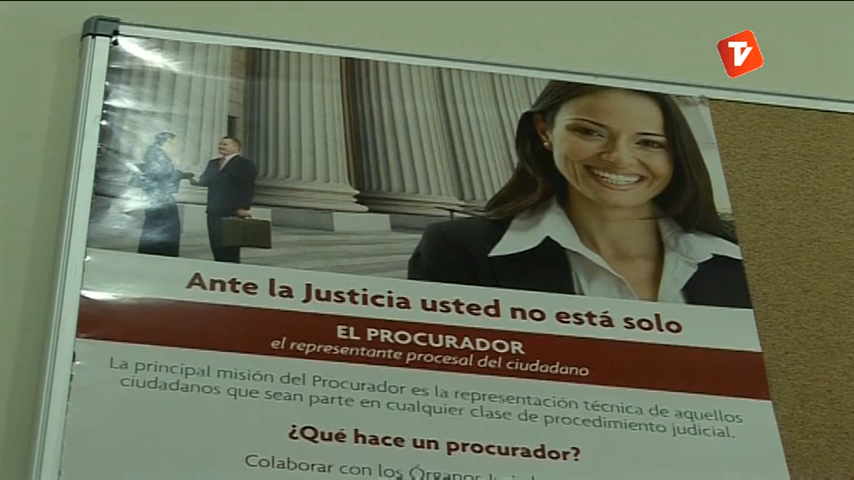 TV
Ante la Justicia usted no está solo
EL PROCURADOR
el representante procesal del ciudadano
La principal misión del Procurador es la representación técnica de aquellos
ciudadanos que sean parte en cualquier clase de procedimiento judicial.
¿Qué hace un procurador?
Colaborar con los